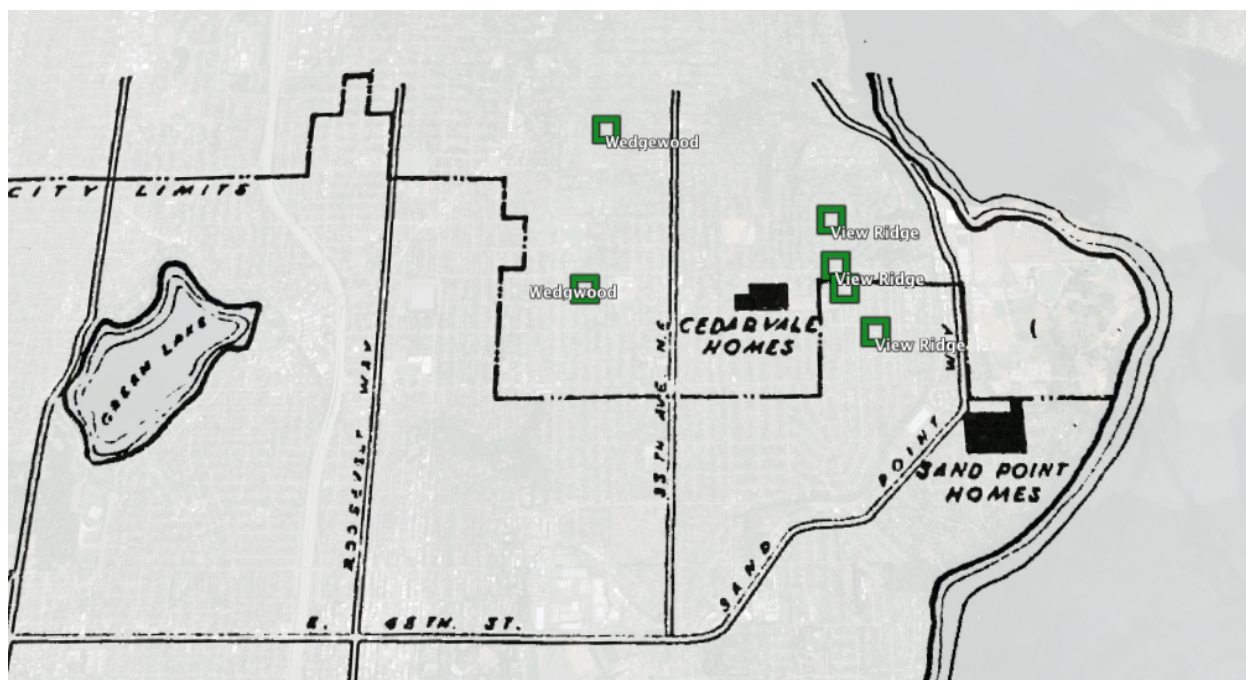 Wedgewood
CITY LIMITS
View Ridge
View Ridge
Wedgwood
CEDARVALE
HOMES
View Ridge
GREEN LAKE
ROOSEVELT WAY
35TH AVE N.E.
SAND POINT WAY
SAND POINT
HOMES
E. 45TH. ST.